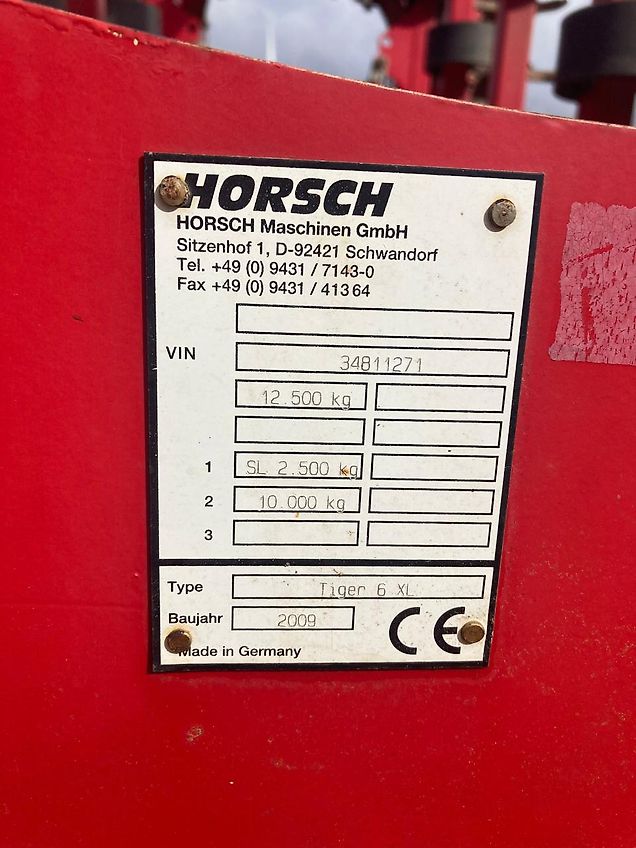 HORSCH
HORSCH Maschinen GmbH
Sitzenhof 1, D-92421 Schwandorf
Tel. +49 (0) 9431 / 7143-0
Fax +49 (0) 9431 / 41364
VIN 34811271
12.500 kg
1 SL 2.500 kg
2 10.000 kg
3
Type Tiger 6 XL
Baujahr 2009 CE
Made in Germany